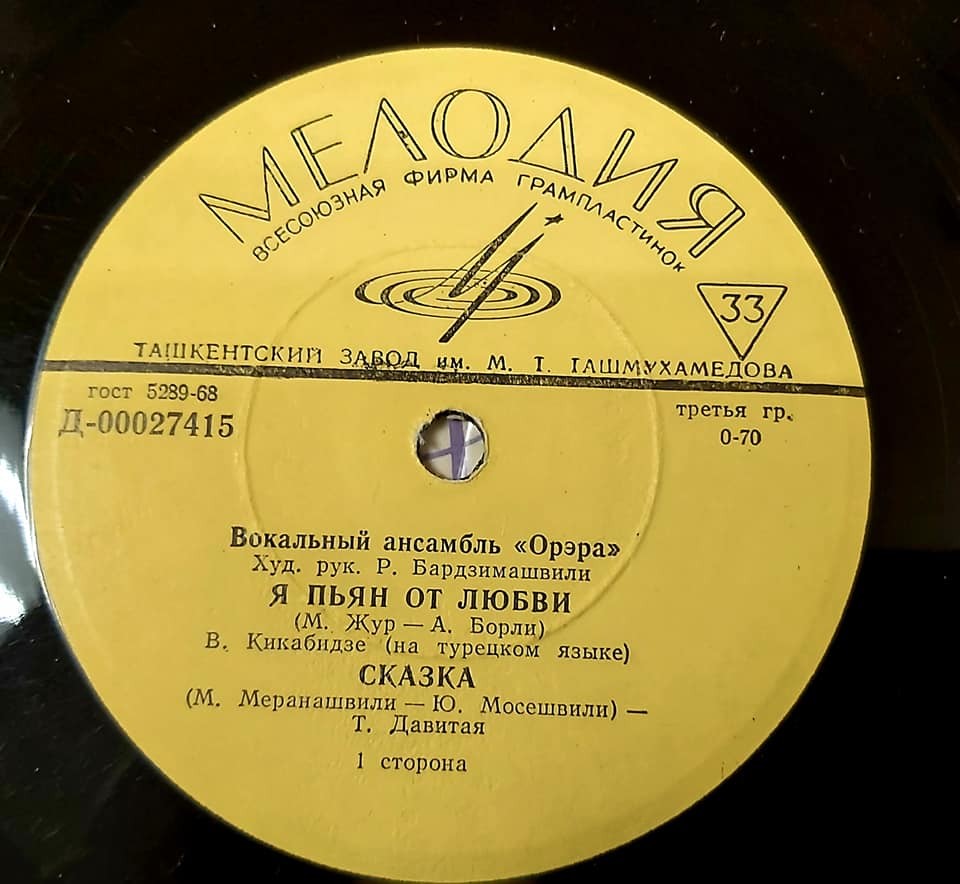 МЕЛОДИЯ
ВСЕСОЮЗНАЯ ФИРМА ГРАМПЛАСТИНОК
33
ТАШКЕНТСКИЙ ЗАВОД им. М. Т. ТАШМУХАМЕДОВА
гост 5289-68
Д-00027415
третья гр.
0-70
Вокальный ансамбль «Орэра»
Худ. рук. Р. Бардзимашвили
Я ПЬЯН ОТ ЛЮБВИ
(М. Жур — А. Борли)
В. Кикабидзе (на турецком языке)
СКАЗКА
(М. Меранашвили — Ю. Мосешвили) —
Т. Давитая
1 сторона